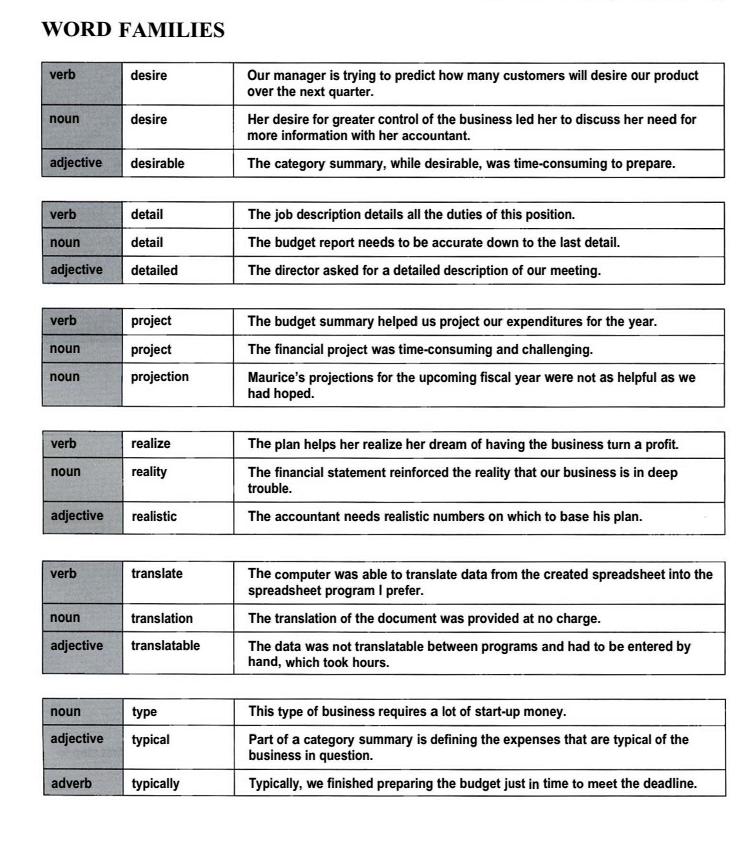 WORD FAMILIES
verb desire Our manager is trying to predict how many customers will desire our product
over the next quarter.
noun desire Her desire for greater control of the business led her to discuss her need for
more information with her accountant.
adjective desirable The category summary, while desirable, was time-consuming to prepare.
verb detail The job description details all the duties of this position.
noun detail The budget report needs to be accurate down to the last detail.
adjective detailed The director asked for a detailed description of our meeting.
verb project The budget summary helped us project our expenditures for the year.
noun project The financial project was time-consuming and challenging.
noun projection Maurice's projections for the upcoming fiscal year were not as helpful as we
had hoped.
verb realize The plan helps her realize her dream of having the business turn a profit.
noun reality The financial statement reinforced the reality that our business is in deep
trouble.
adjective realistic The accountant needs realistic numbers on which to base his plan.
verb translate The computer was able to translate data from the created spreadsheet into the
spreadsheet program I prefer.
noun translation The translation of the document was provided at no charge.
adjective translatable The data was not translatable between programs and had to be entered by
hand, which took hours.
noun type This type of business requires a lot of start-up money.
adjective typical Part of a category summary is defining the expenses that are typical of the
business in question.
adverb typically Typically, we finished preparing the budget just in time to meet the deadline.